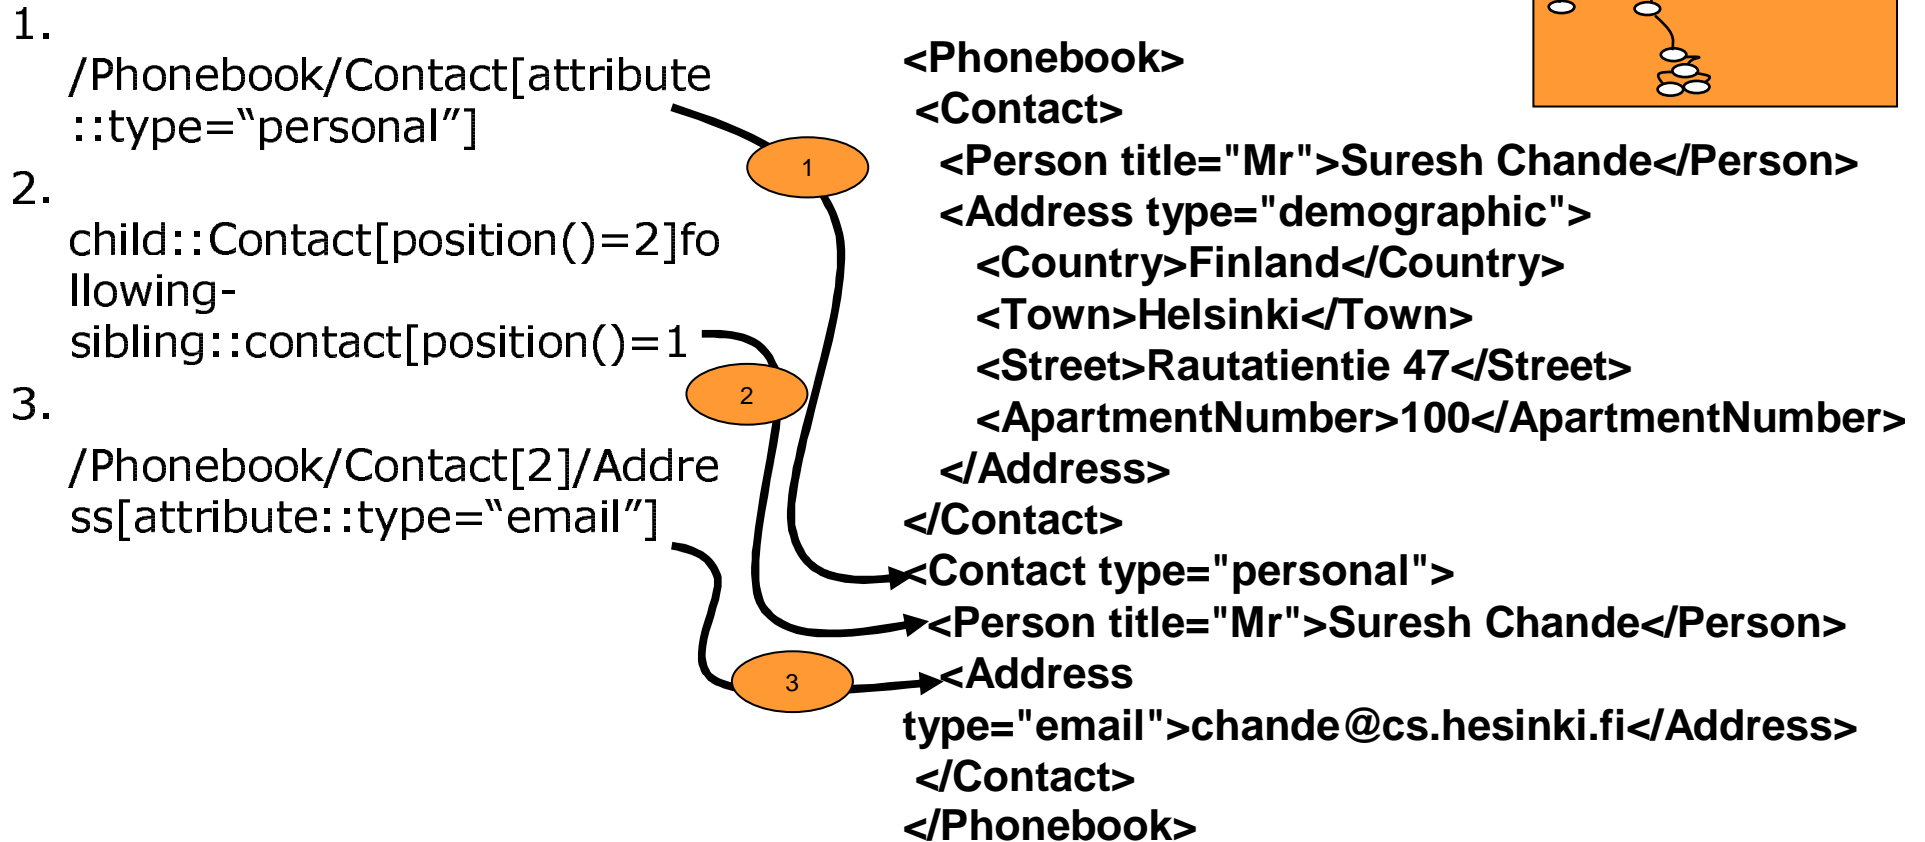 1.
/Phonebook/Contact[attribute
::type=“personal”]
2.
child::Contact[position()=2]fo
llowing-
sibling::contact[position()=1
3.
/Phonebook/Contact[2]/Addre
ss[attribute::type=“email”]
1
2
3
<Phonebook>
<Contact>
<Person title="Mr">Suresh Chande</Person>
<Address type="demographic">
<Country>Finland</Country>
<Town>Helsinki</Town>
<Street>Rautatientie 47</Street>
<ApartmentNumber>100</ApartmentNumber>
</Address>
</Contact>
<Contact type="personal">
<Person title="Mr">Suresh Chande</Person>
<Address
type="email">chande@cs.hesinki.fi</Address>
</Contact>
</Phonebook>